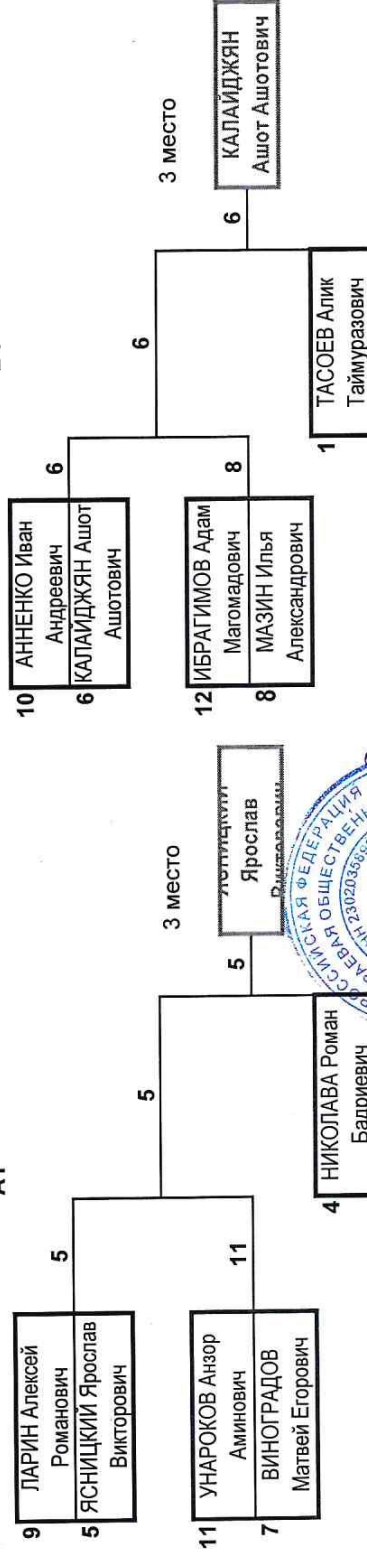 9
ЛАРИН Алексей
Романович
5
ЯСНИЦКИЙ Ярослав
Викторович
5
11
УНАРОКОВ Анзор
Аминович
7
ВИНОГРАДОВ
Матвей Егорович
11
5
4
НИКОЛАВА Роман
Бадриевич
5
3 место
Ярослав
Викторович
10
АННЕНКО Иван
Андреевич
6
КАЛАЙДЖЯН Ашот
Ашотович
6
12
ИБРАГИМОВ Адам
Магомадович
8
МАЗИН Илья
Александрович
8
6
1
ТАСОЕВ Алик
Таймуразович
6
3 место
КАЛАЙДЖЯН
Ашот Ашотович
ФЕДЕРАЦИЯ